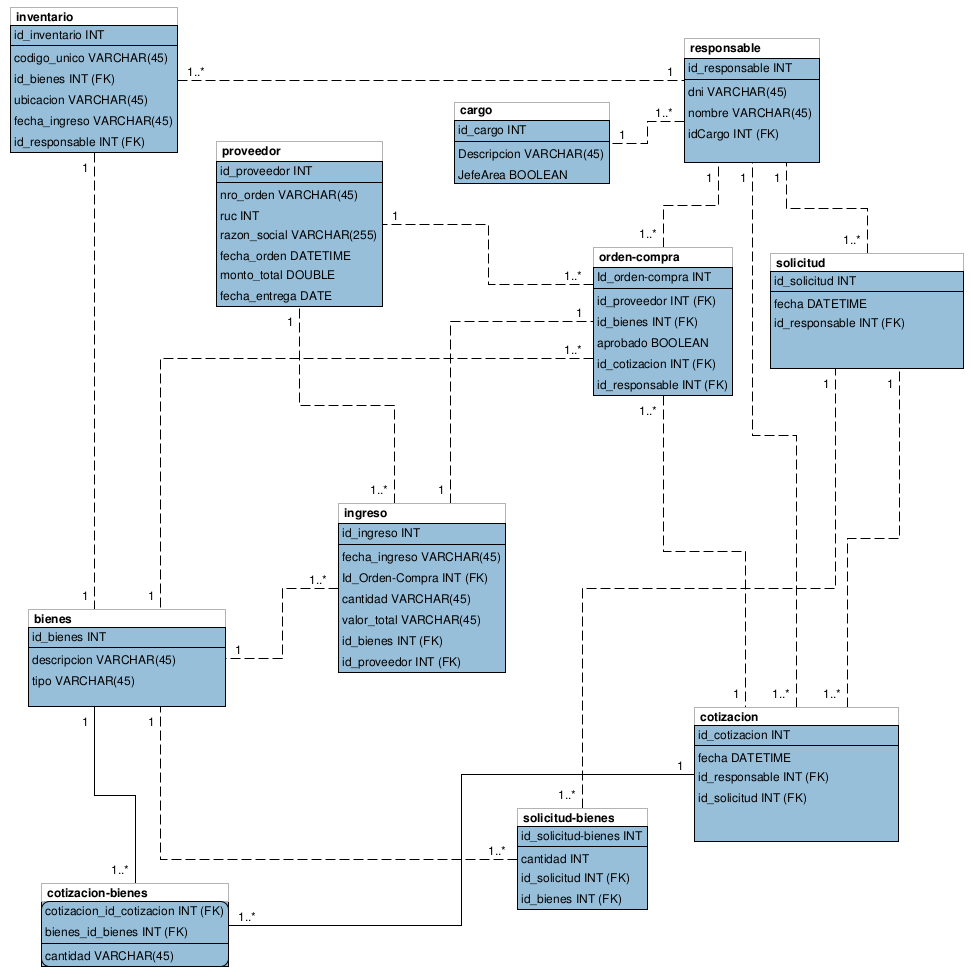 inventario
id_inventario INT
codigo_unico VARCHAR(45)
id_bienes INT (FK)
ubicacion VARCHAR(45)
fecha_ingreso VARCHAR(45)
id_responsable INT (FK)
1..*
1
1
1
responsable
id_responsable INT
dni VARCHAR(45)
nombre VARCHAR(45)
idCargo INT (FK)
1..*
1
1
1
cargo
id_cargo INT
Descripcion VARCHAR(45)
JefeArea BOOLEAN
1
proveedor
id_proveedor INT
nro_orden VARCHAR(45)
ruc INT
razon_social VARCHAR(255)
fecha_orden DATETIME
monto_total DOUBLE
fecha_entrega DATE
1
1
1..*
orden-compra
Id_orden-compra INT
id_proveedor INT (FK)
id_bienes INT (FK)
aprobado BOOLEAN
id_cotizacion INT (FK)
id_responsable INT (FK)
1..*
1
1..*
1..*
1..*
solicitud
id_solicitud INT
fecha DATETIME
id_responsable INT (FK)
1
1
1..*
1
ingreso
id_ingreso INT
fecha_ingreso VARCHAR(45)
Id_Orden-Compra INT (FK)
cantidad VARCHAR(45)
valor_total VARCHAR(45)
id_bienes INT (FK)
id_proveedor INT (FK)
1..*
1
bienes
id_bienes INT
descripcion VARCHAR(45)
tipo VARCHAR(45)
1
1
1
1
1..*
1..*
cotizacion
id_cotizacion INT
fecha DATETIME
id_responsable INT (FK)
id_solicitud INT (FK)
1
1..*
solicitud-bienes
id_solicitud-bienes INT
cantidad INT
id_solicitud INT (FK)
id_bienes INT (FK)
1..*
1..*
cotizacion-bienes
cotizacion_id_cotizacion INT (FK)
bienes_id_bienes INT (FK)
cantidad VARCHAR(45)
1..*